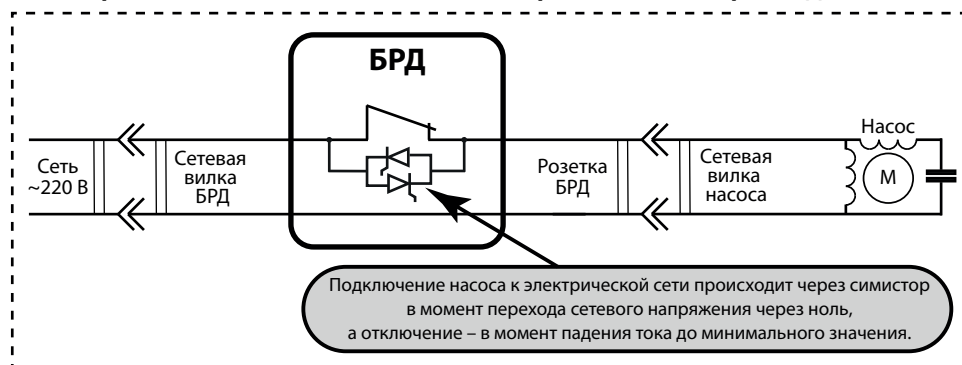 БРД
Сеть
~220 В
Сетевая
вилка
БРД
Розетка
БРД
Сетевая
вилка
насоса
Насос
М
Подключение насоса к электрической сети происходит через симистор
в момент перехода сетевого напряжения через ноль,
а отключение – в момент падения тока до минимального значения.